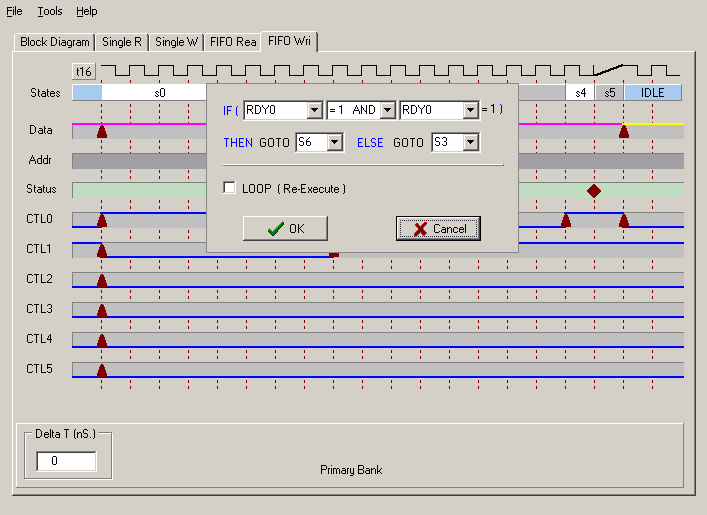 File Tools Help
Block Diagram Single R Single W FIFO Rea FIFO Wri
t16
States s0 s4 s5 IDLE
IF ( RDY0 = 1 AND RDY0 = 1 )
Data
THEN GOTO S6 ELSE GOTO S3
Addr
Status
LOOP ( Re-Execute )
CTL0
OK Cancel
CTL1
CTL2
CTL3
CTL4
CTL5
Delta T (nS.)
0
Primary Bank